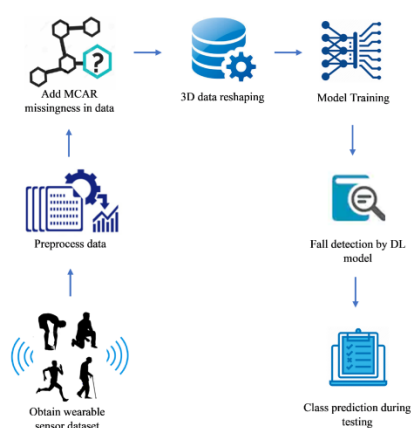 Add MCAR
missingness in data
3D data reshaping
Model Training
Preprocess data
Fall detection by DL
model
Obtain wearable
sensor dataset
Class prediction during
testing
?